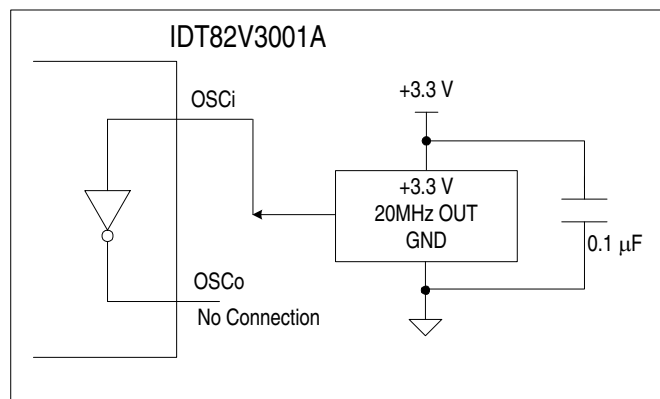 IDT82V3001A
OSCi
+3.3 V
+3.3 V
20MHz OUT
GND
0.1 μF
OSCo
No Connection